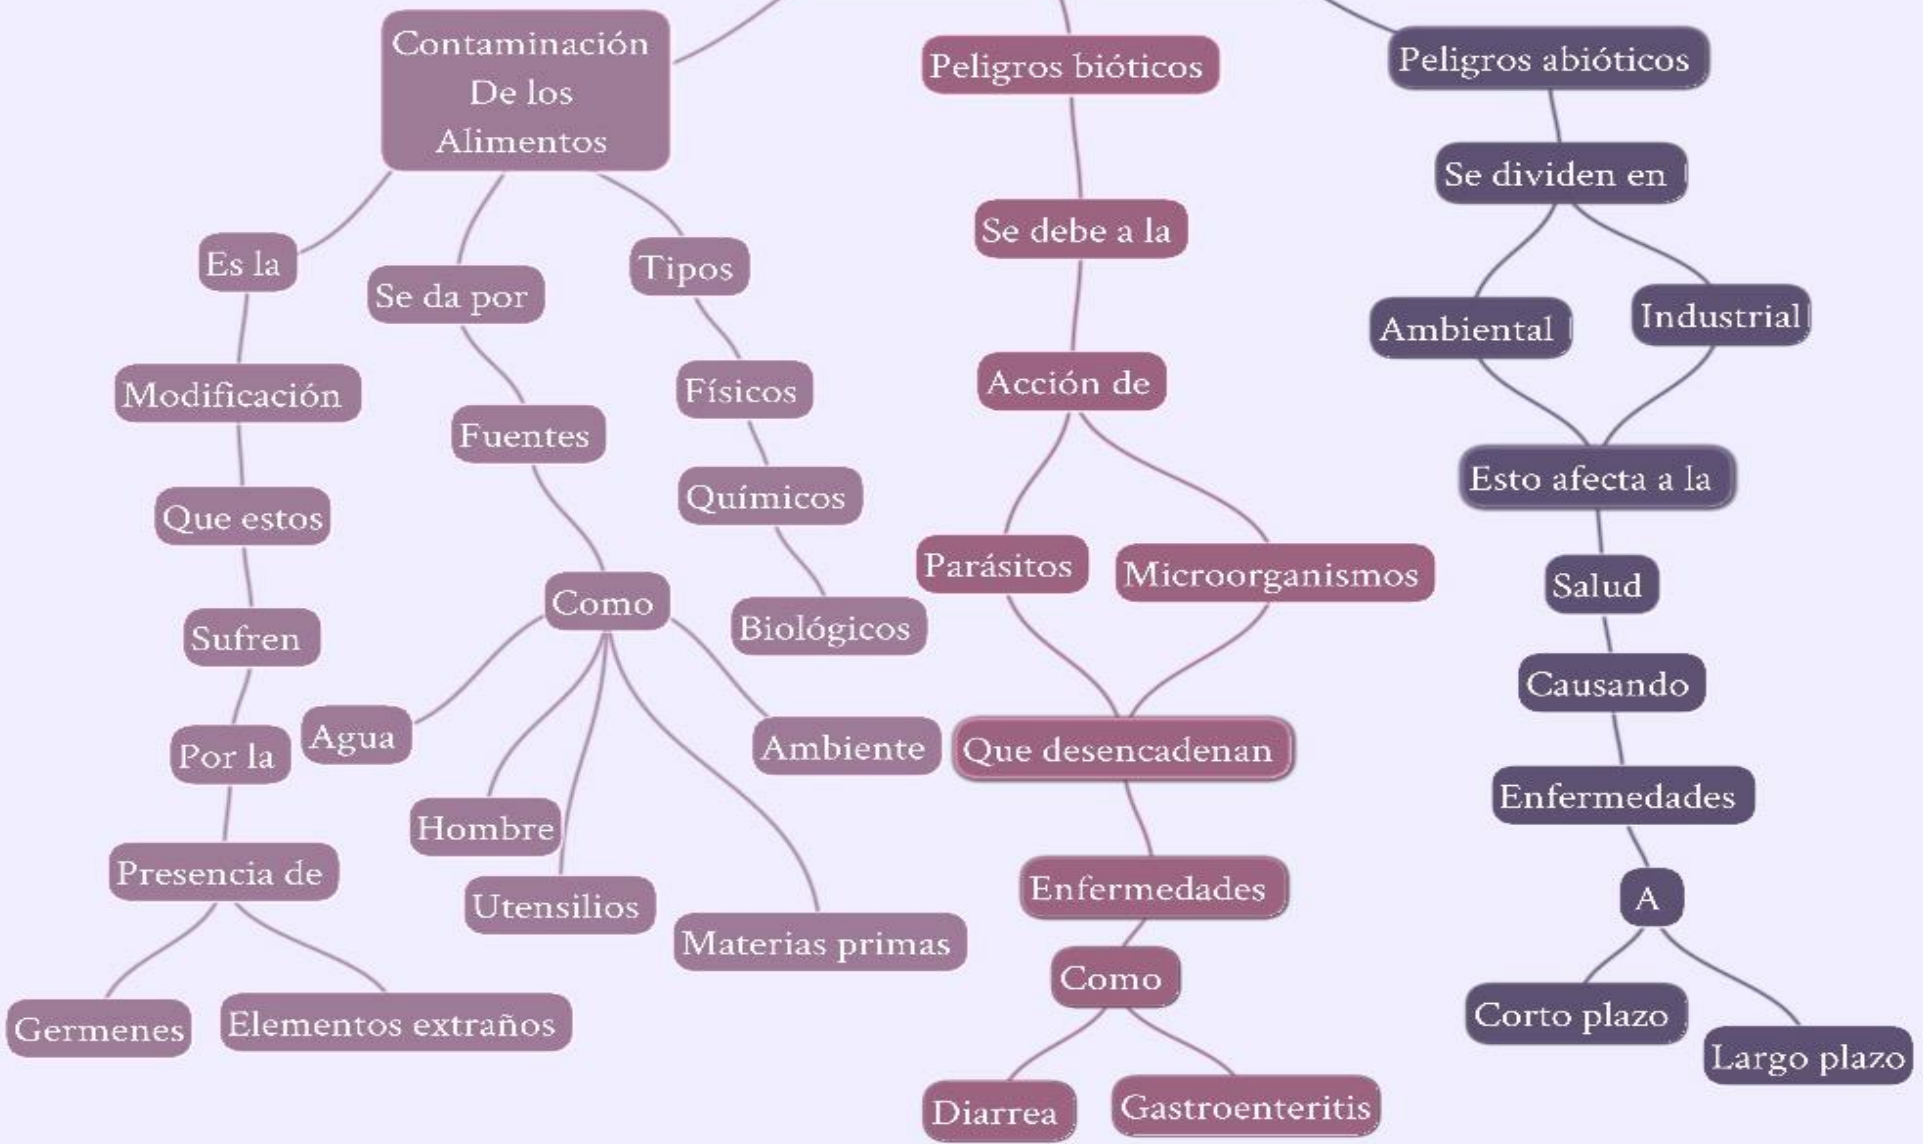 Contaminación
De los
Alimentos
Es la
Modificación
Que estos
Sufren
Por la
Presencia de
Germenes
Elementos extraños
Se da por
Fuentes
Como
Agua
Hombre
Utensilios
Materias primas
Ambiente
Tipos
Físicos
Químicos
Biológicos
Peligros bióticos
Se debe a la
Acción de
Parásitos
Microorganismos
Que desencadenan
Enfermedades
Como
Diarrea
Gastroenteritis
Peligros abióticos
Se dividen en
Ambiental
Industrial
Esto afecta a la
Salud
Causando
Enfermedades
A
Corto plazo
Largo plazo